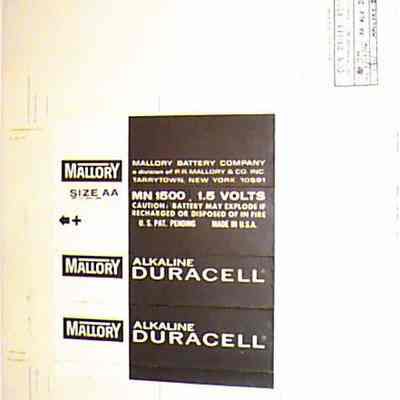 MALLORY
SIZE AA
MALLORY BATTERY COMPANY
a division of P. R. MALLORY & CO. INC
TARRYTOWN, NEW YORK 10591
MN 1500 . 1.5 VOLTS
CAUTION: BATTERY MAY EXPLODE IF
RECHARGED OR DISPOSED OF IN FIRE
U. S. PAT. PENDING MADE IN U.S.A.
MALLORY
ALKALINE
DURACELL®
MALLORY
ALKALINE
DURACELL®